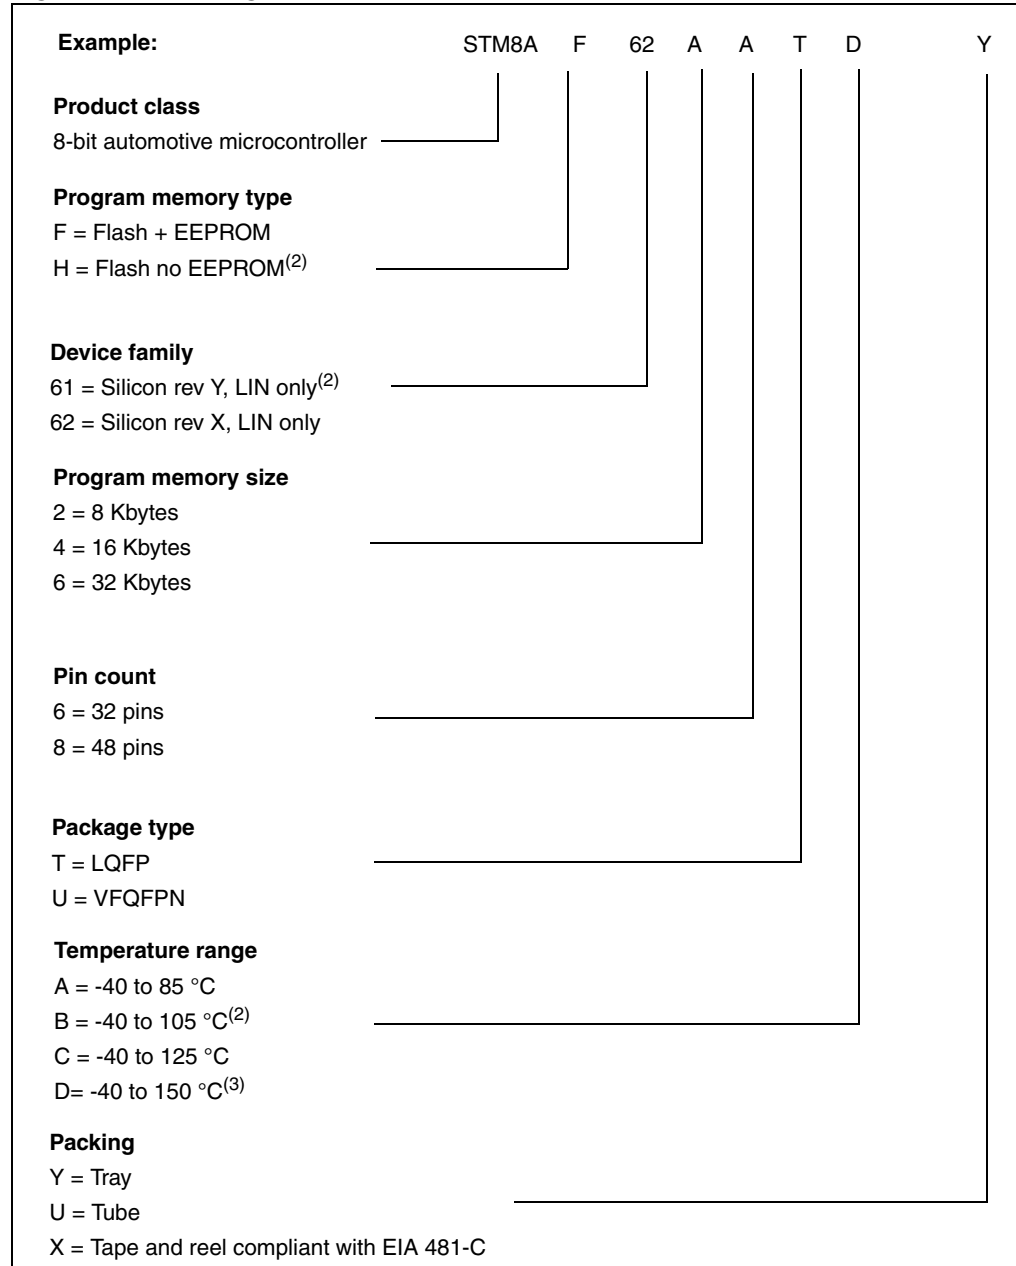 Example: STM8A F 62 A A T D Y
Product class
8-bit automotive microcontroller
Program memory type
F = Flash + EEPROM
H = Flash no EEPROM(2)
Device family
61 = Silicon rev Y, LIN only(2)
62 = Silicon rev X, LIN only
Program memory size
2 = 8 Kbytes
4 = 16 Kbytes
6 = 32 Kbytes
Pin count
6 = 32 pins
8 = 48 pins
Package type
T = LQFP
U = VFQFPN
Temperature range
A = -40 to 85 °C
B = -40 to 105 °C(2)
C = -40 to 125 °C
D= -40 to 150 °C(3)
Packing
Y = Tray
U = Tube
X = Tape and reel compliant with EIA 481-C